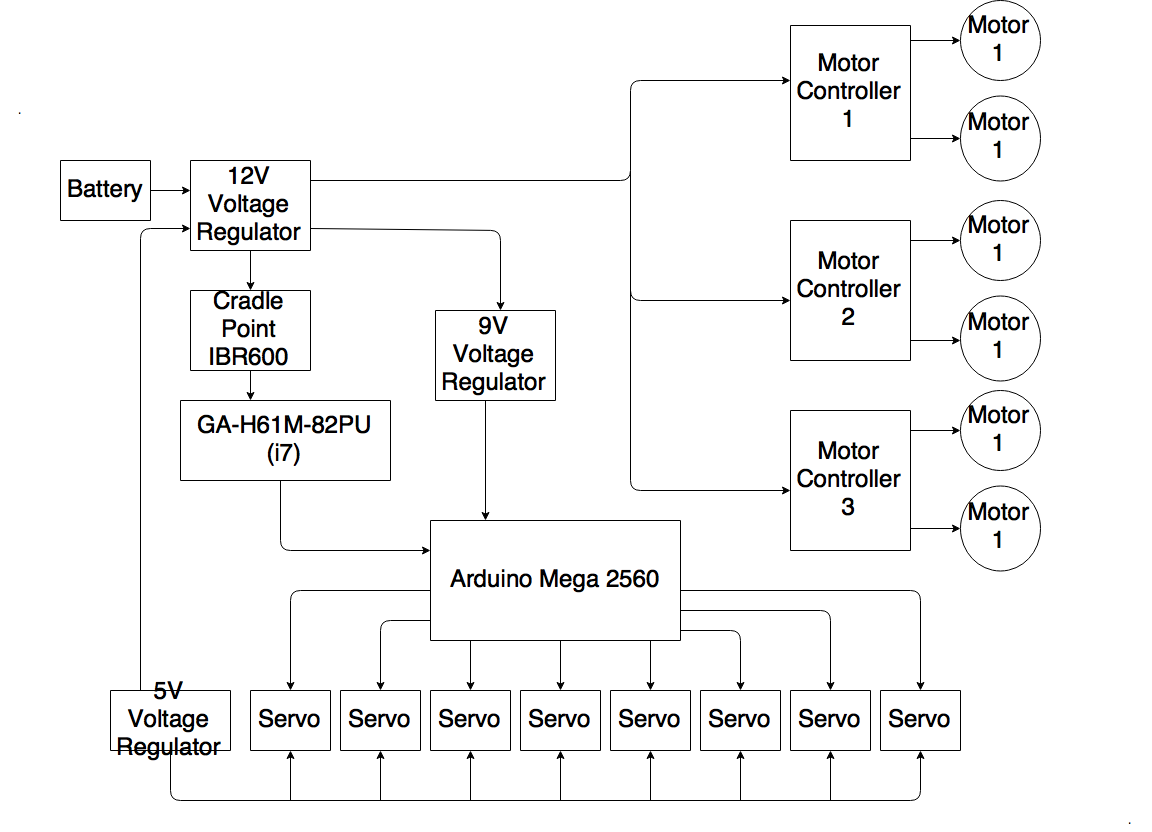 Motor
1
Motor
Controller
1
Motor
1
Battery
12V
Voltage
Regulator
Motor
1
Motor
Controller
2
Motor
1
Cradle
Point
IBR600
9V
Voltage
Regulator
GA-H61M-82PU
(i7)
Motor
1
Motor
Controller
3
Motor
1
Arduino Mega 2560
5V
Voltage
Regulator
Servo
Servo
Servo
Servo
Servo
Servo
Servo
Servo